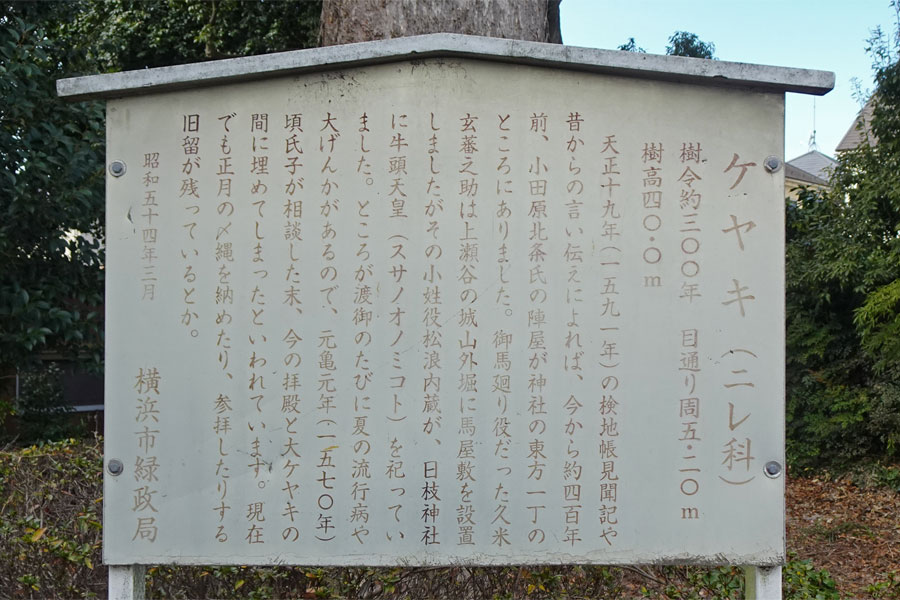 ケヤキ（ニレ科）
樹令約三〇〇年　目通り周五・二〇m
樹高四〇・〇m
天正十九年（一五九一年）の検地帳見聞記や
昔からの言い伝えによれば、今から約四百年
前、小田原北条氏の陣屋が神社の東方一丁の
ところにありました。御馬廻り役だった久米
玄蕃之助は上瀬谷の城山外堀に馬屋敷を設置
しましたがその小姓役松浪内蔵が、日枝神社
に牛頭天皇（スサノオノミコト）を祀ってい
ました。ところが渡御のたびに夏の流行病や
大げんかがあるので、元亀元年（一五七〇年）
頃氏子が相談した末、今の拝殿と大ケヤキの
間に埋めてしまったといわれています。現在
でも正月の〆縄を納めたり、参拝したりする
旧留が残っているとか。
昭和五十四年三月
横浜市緑政局